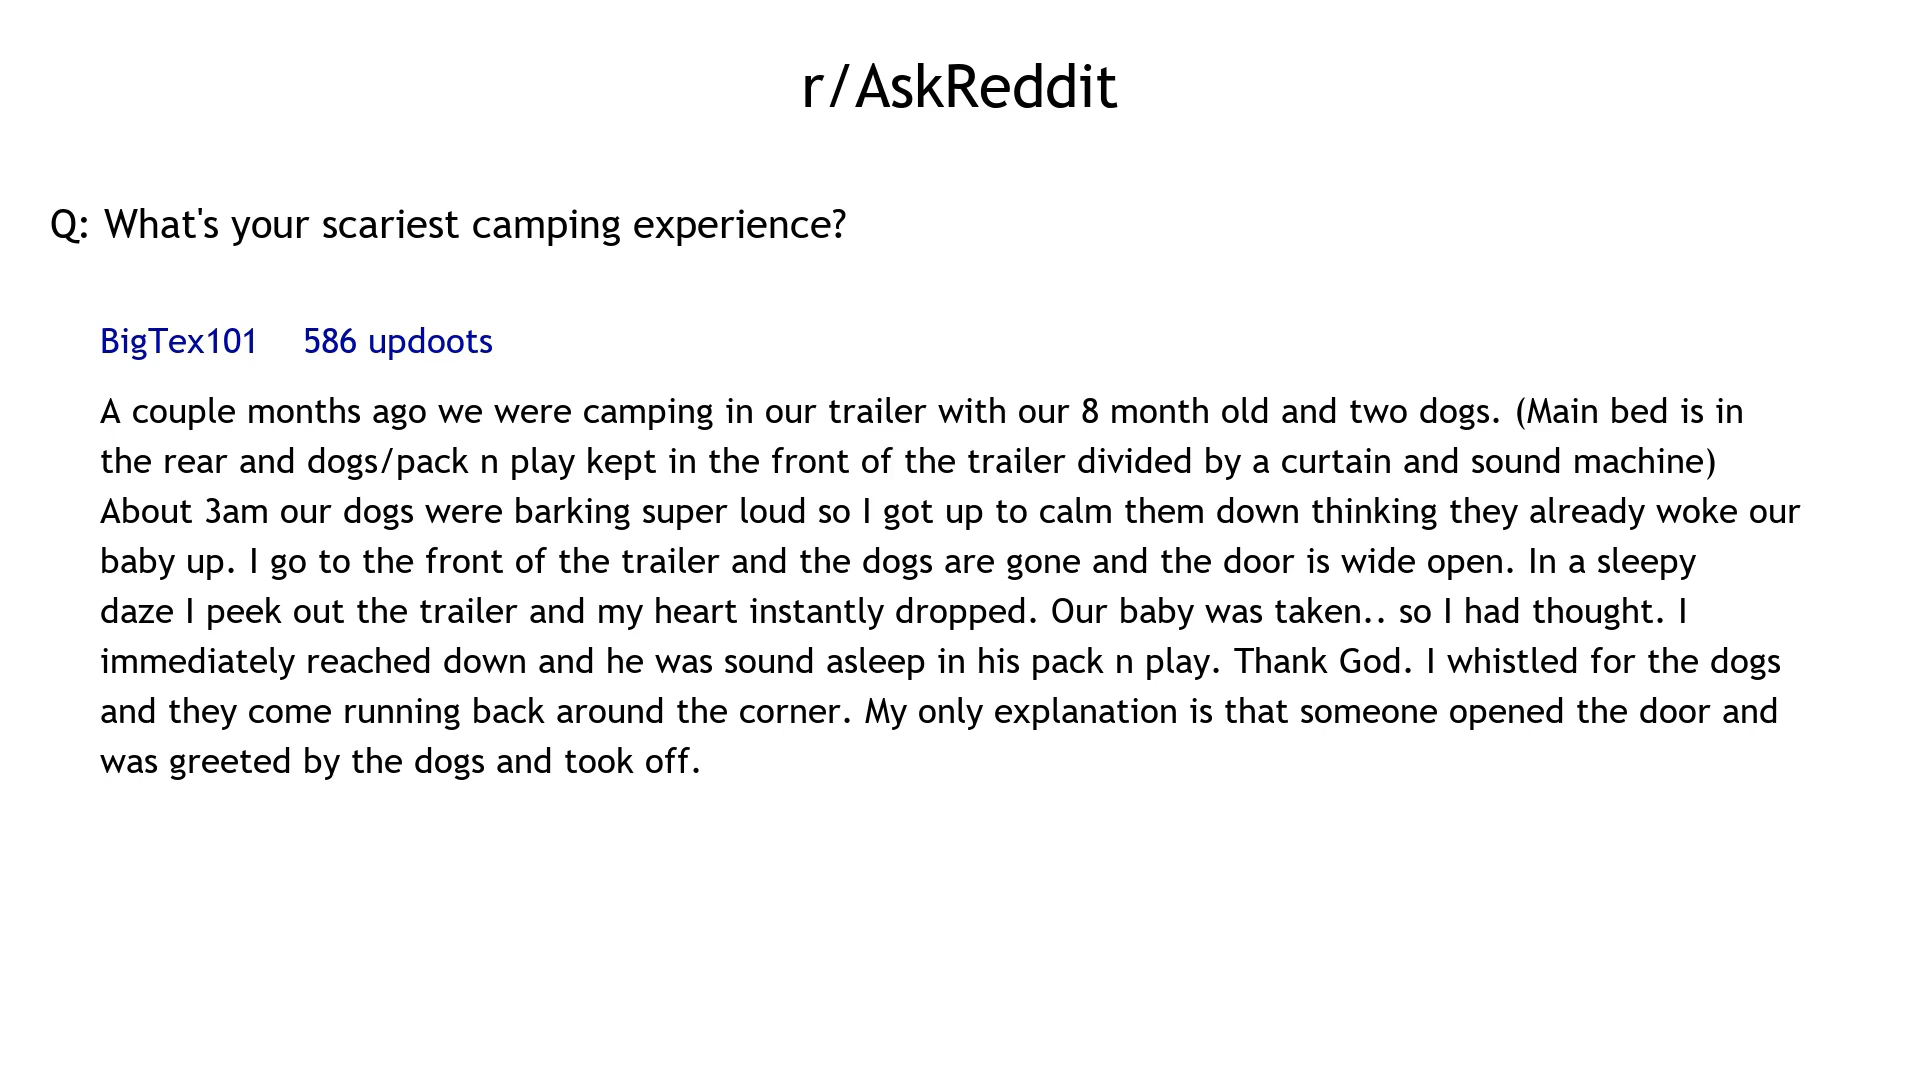 r/AskReddit
Q: What's your scariest camping experience?
BigTex101 586 updoots
A couple months ago we were camping in our trailer with our 8 month old and two dogs. (Main bed is in
the rear and dogs/pack n play kept in the front of the trailer divided by a curtain and sound machine)
About 3am our dogs were barking super loud so I got up to calm them down thinking they already woke our
baby up. I go to the front of the trailer and the dogs are gone and the door is wide open. In a sleepy
daze I peek out the trailer and my heart instantly dropped. Our baby was taken.. so I had thought. I
immediately reached down and he was sound asleep in his pack n play. Thank God. I whistled for the dogs
and they come running back around the corner. My only explanation is that someone opened the door and
was greeted by the dogs and took off.